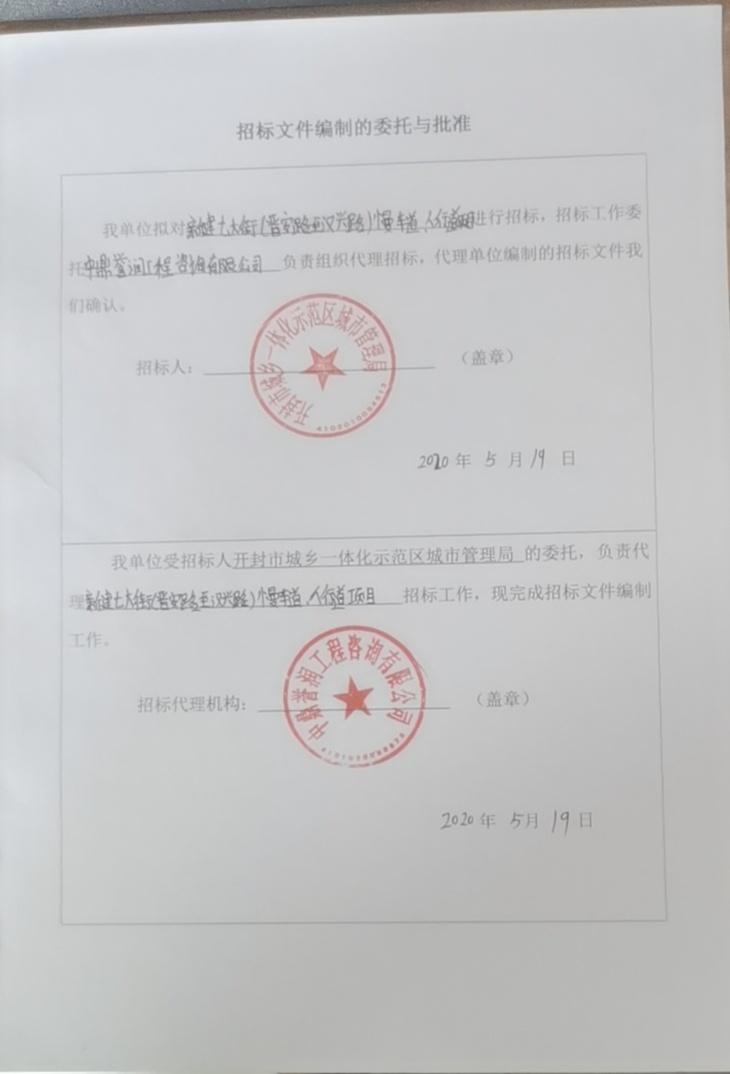 招标文件编制的委托与批准
我单位拟对新建七大街(晋安路至汉兴路)慢车道、人行道项目进行招标，招标工作委
托中鼎誉润工程咨询有限公司 负责组织代理招标，代理单位编制的招标文件我
们确认。
开封市城乡一体化示范区城市管理局
招标人： （盖章）
2020年 5 月 19 日
我单位受招标人开封市城乡一体化示范区城市管理局 的委托，负责代
理新建七大街(晋安路至汉兴路)慢车道、人行道项目 招标工作，现完成招标文件编制
工作。
中鼎誉润工程咨询有限公司
招标代理机构： （盖章）
2020年 5月 19日